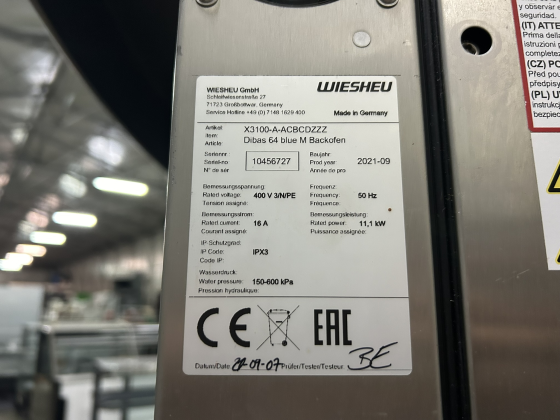 WIESHEU GmbH
Schleifwiesenstraße 27
71723 Großbottwar, Germany
Service Hotline +49 (0) 7148 1629 400
WIESHEU
Made in Germany
Artikel:
Item:
Article:
X3100-A-ACBCDZZZ
Dibas 64 blue M Backofen
Seriennr.:
Serial-no:
N° de sér
10456727
Baujahr:
Prod year:
Année de pro
2021-09
Bemessungsspannung:
Rated voltage: 400 V 3/N/PE
Tension assigné:
Frequenz:
Frequency: 50 Hz
Fréquence:
Bemessungsstrom:
Rated current: 16 A
Courant assigné:
Bemessungsleistung:
Rated power: 11,1 kW
Puissance assignée:
IP-Schutzgrad:
IP Code: IPX3
Code IP:
Wasserdruck:
Water pressure: 150-600 kPa
Pression hydraulique:
CE
EAC
Datum/Date 21-09-07 Prüfer/Tester/Testeur BE
y observar e
seguridad.
(IT) ATTE
Prima della
istruzioni
(CZ) PO
Před pou
předpisy
(PL) U
bezpiec